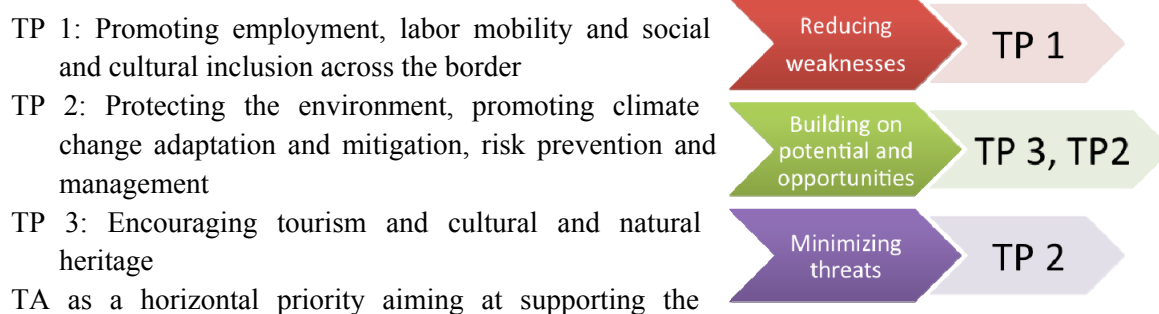 TP 1: Promoting employment, labor mobility and social
and cultural inclusion across the border
TP 2: Protecting the environment, promoting climate
change adaptation and mitigation, risk prevention and
management
TP 3: Encouraging tourism and cultural and natural
heritage
TA as a horizontal priority aiming at supporting the
Reducing
weaknesses
TP 1
Building on
potential and
opportunities
TP 3, TP2
Minimizing
threats
TP 2